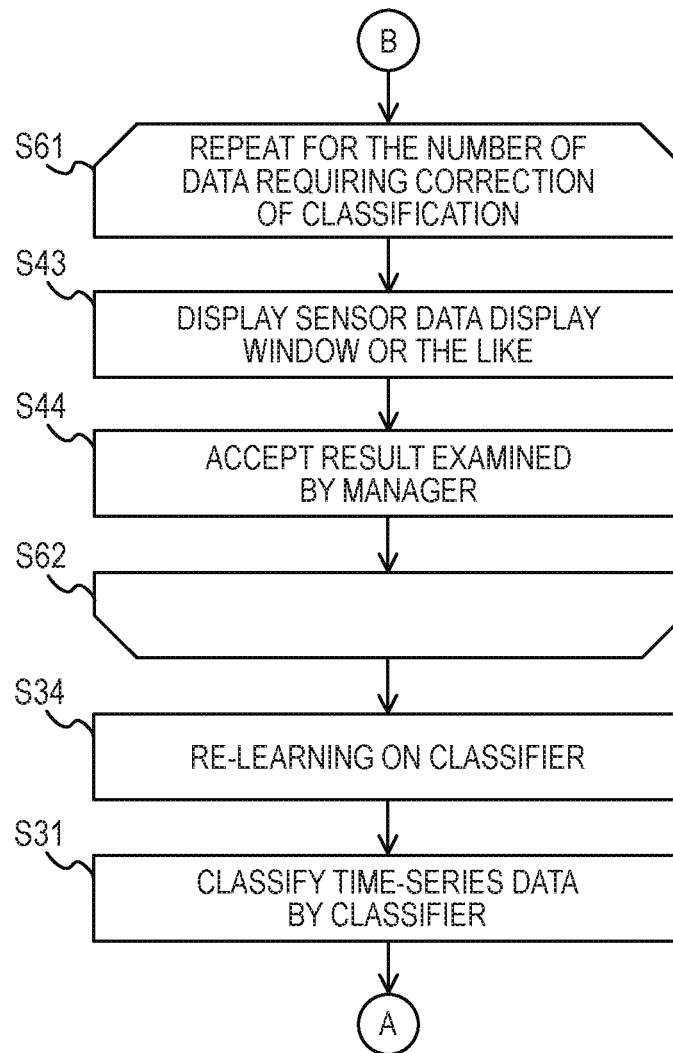 B
S61
REPEAT FOR THE NUMBER OF
DATA REQUIRING CORRECTION
OF CLASSIFICATION
S43
DISPLAY SENSOR DATA DISPLAY
WINDOW OR THE LIKE
S44
ACCEPT RESULT EXAMINED
BY MANAGER
S62
S34
RE-LEARNING ON CLASSIFIER
S31
CLASSIFY TIME-SERIES DATA
BY CLASSIFIER
A